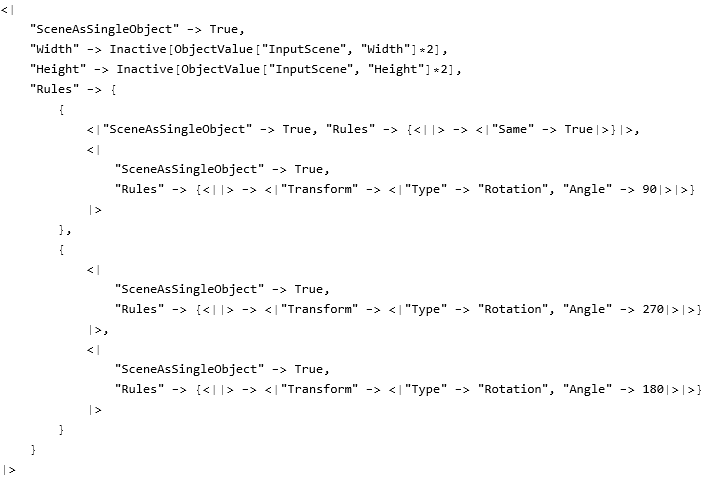 <|
    "SceneAsSingleObject" -> True,
    "Width" -> Inactive[ObjectValue["InputScene", "Width"]*2],
    "Height" -> Inactive[ObjectValue["InputScene", "Height"]*2],
    "Rules" -> {
        {
            <|"SceneAsSingleObject" -> True, "Rules" -> {<||> -> <|"Same" -> True|>}|>,
            <|
                "SceneAsSingleObject" -> True,
                "Rules" -> {<||> -> <|"Transform" -> <|"Type" -> "Rotation", "Angle" -> 90|>|>}
            |>
        },
        {
            <|
                "SceneAsSingleObject" -> True,
                "Rules" -> {<||> -> <|"Transform" -> <|"Type" -> "Rotation", "Angle" -> 270|>|>}
            |>,
            <|
                "SceneAsSingleObject" -> True,
                "Rules" -> {<||> -> <|"Transform" -> <|"Type" -> "Rotation", "Angle" -> 180|>|>}
            |>
        }
    }
|>